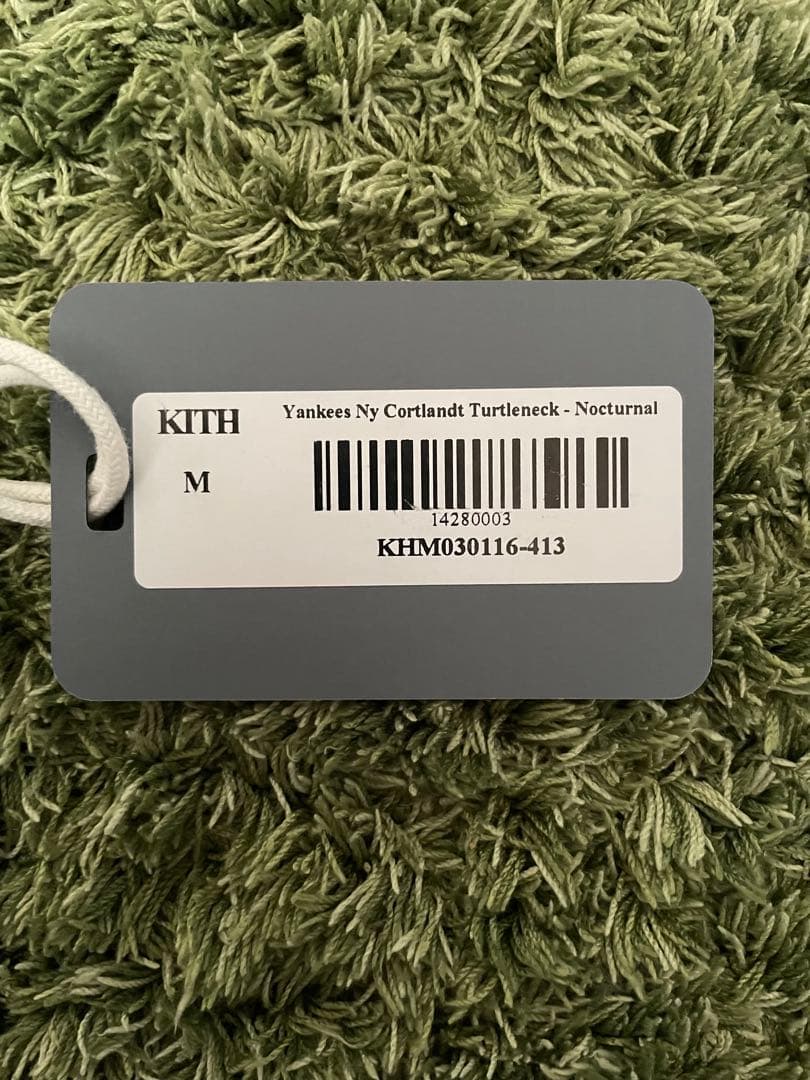 KITH
Yankees Ny Cortlandt Turtleneck - Nocturnal
M
14280003
KHM030116-413